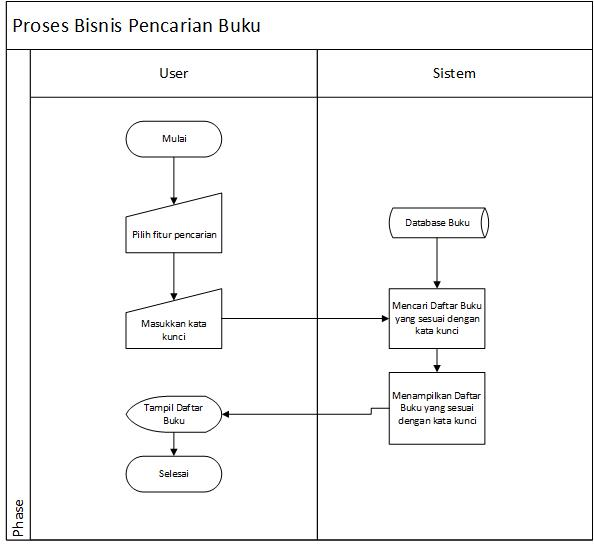 Proses Bisnis Pencarian Buku
User
Sistem
Mulai
Pilih fitur pencarian
Database Buku
Masukkan kata
kunci
Mencari Daftar Buku
yang sesuai dengan
kata kunci
Menampilkan Daftar
Buku yang sesuai
dengan kata kunci
Tampil Daftar
Buku
Selesai
Phase